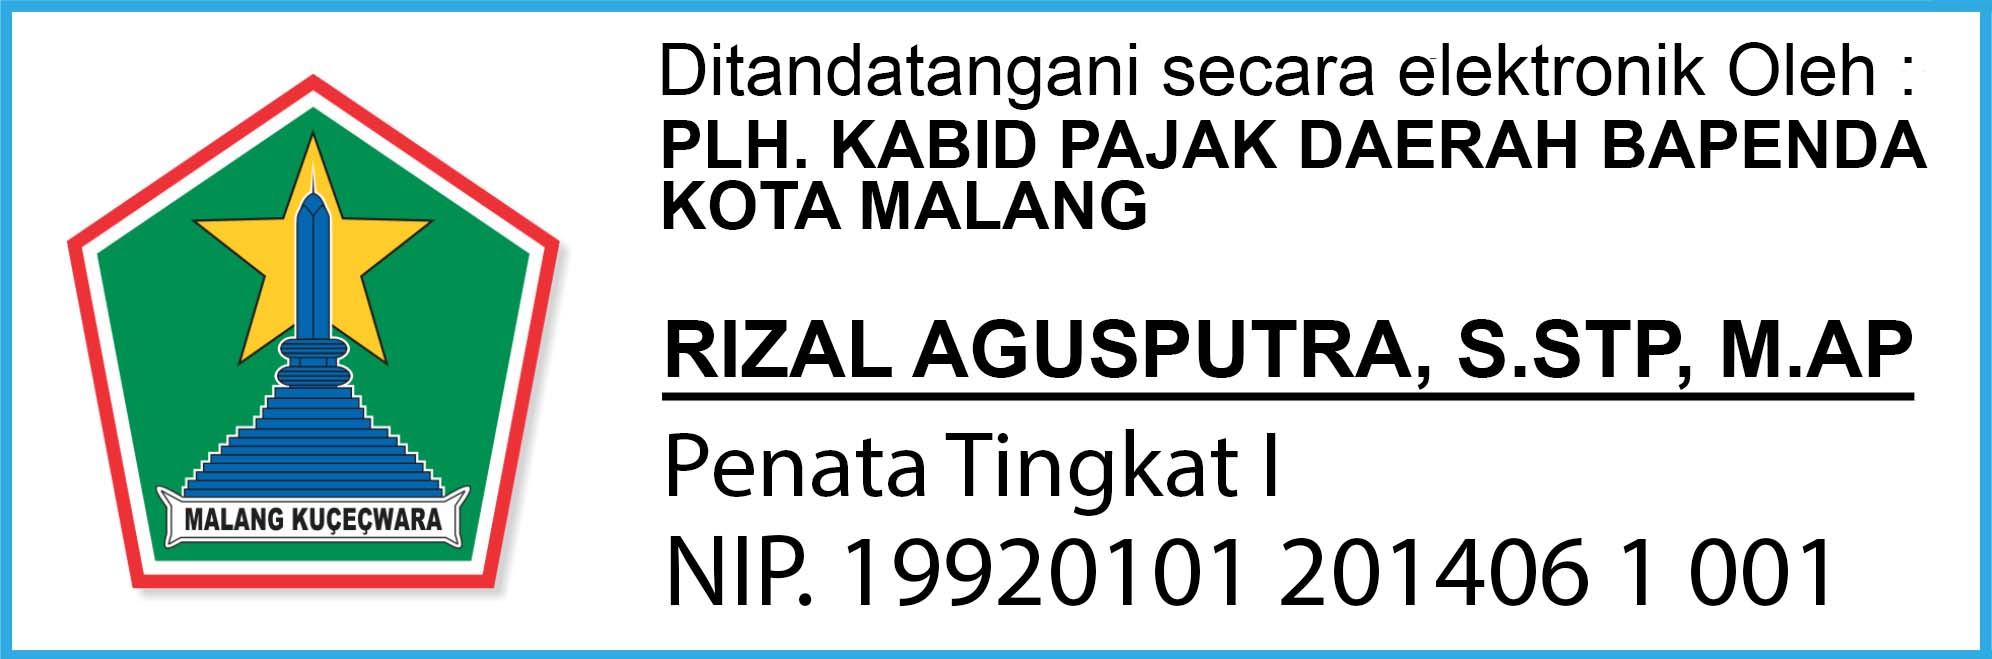 Ditandatangani secara elektronik Oleh :
PLH. KABID PAJAK DAERAH BAPENDA
KOTA MALANG
RIZAL AGUSPUTRA, S.STP, M.AP
Penata Tingkat I
NIP. 19920101 201406 1 001
MALANG KUÇEÇWARA